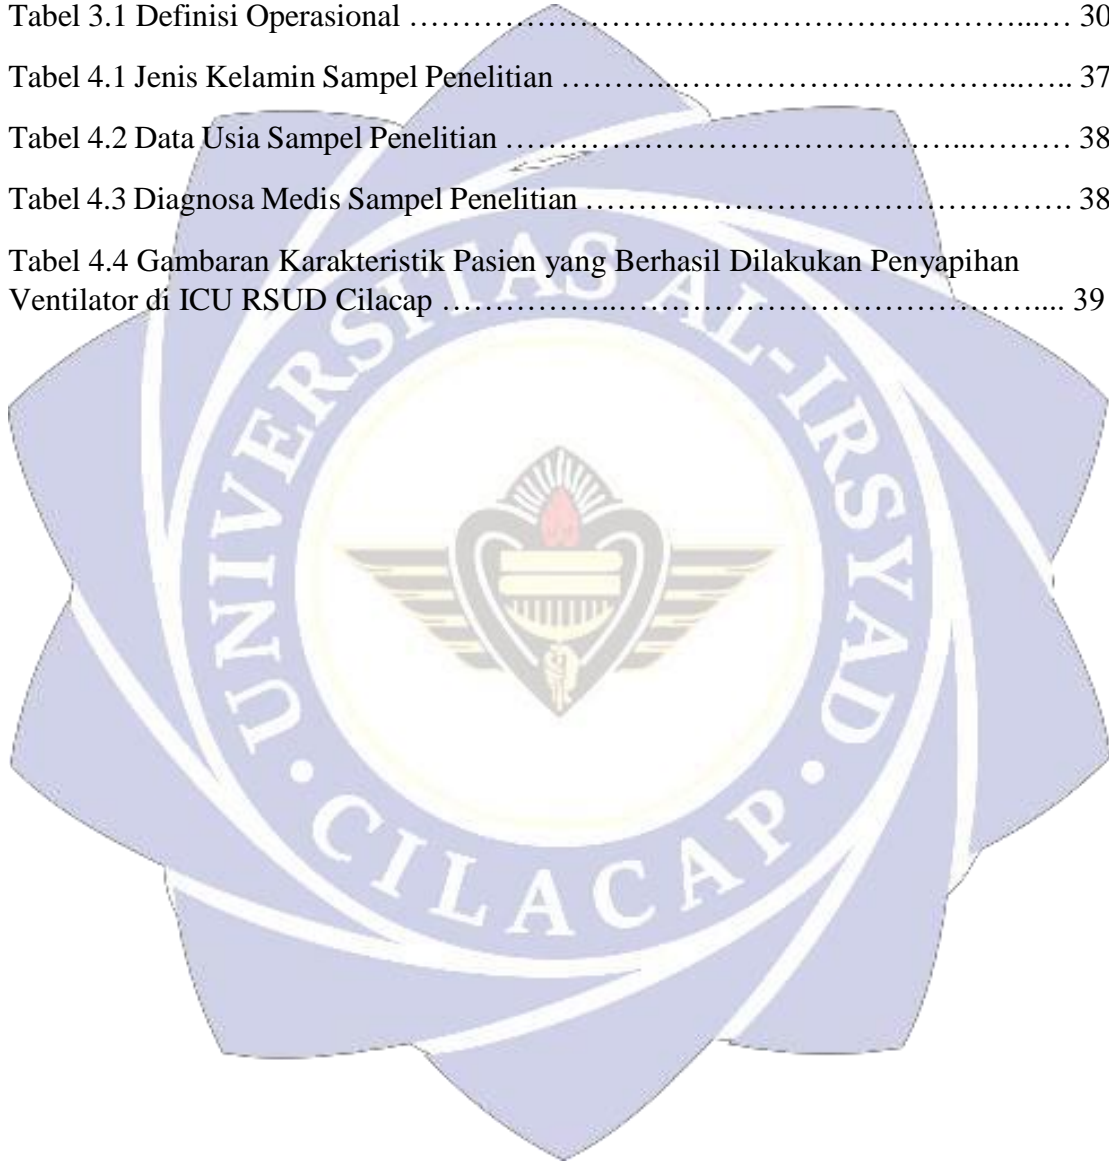 Tabel 3.1 Definisi Operasional ………………………………………………...… 30
Tabel 4.1 Jenis Kelamin Sampel Penelitian ………...……………………...….. 37
Tabel 4.2 Data Usia Sampel Penelitian ………………………………...……… 38
Tabel 4.3 Diagnosa Medis Sampel Penelitian ………….………………………. 38
Tabel 4.4 Gambaran Karakteristik Pasien yang Berhasil Dilakukan Penyapihan
Ventilator di ICU RSUD Cilacap ……………..…………………………….... 39
UNIVERSITAS AL-IRSYAD
CILACAP